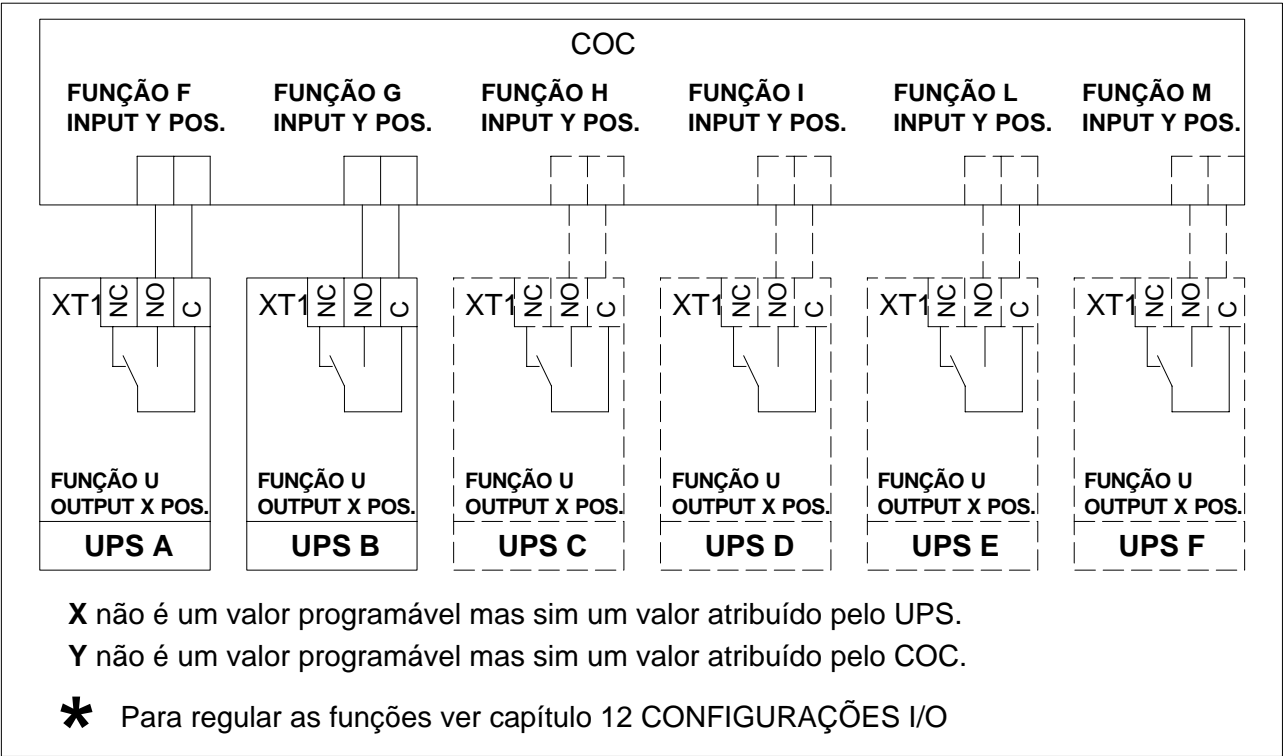 COC
FUNÇÃO F FUNÇÃO G FUNÇÃO H FUNÇÃO I FUNÇÃO L FUNÇÃO M
INPUT Y POS. INPUT Y POS. INPUT Y POS. INPUT Y POS. INPUT Y POS. INPUT Y POS.
XT1 NC NO C XT1 NC NO C XT1 NC NO C XT1 NC NO C XT1 NC NO C XT1 NC NO C
FUNÇÃO U FUNÇÃO U FUNÇÃO U FUNÇÃO U FUNÇÃO U FUNÇÃO U
OUTPUT X POS. OUTPUT X POS. OUTPUT X POS. OUTPUT X POS. OUTPUT X POS. OUTPUT X POS.
UPS A UPS B UPS C UPS D UPS E UPS F
X não é um valor programável mas sim um valor atribuído pelo UPS.
Y não é um valor programável mas sim um valor atribuído pelo COC.
* Para regular as funções ver capítulo 12 CONFIGURAÇÕES I/O